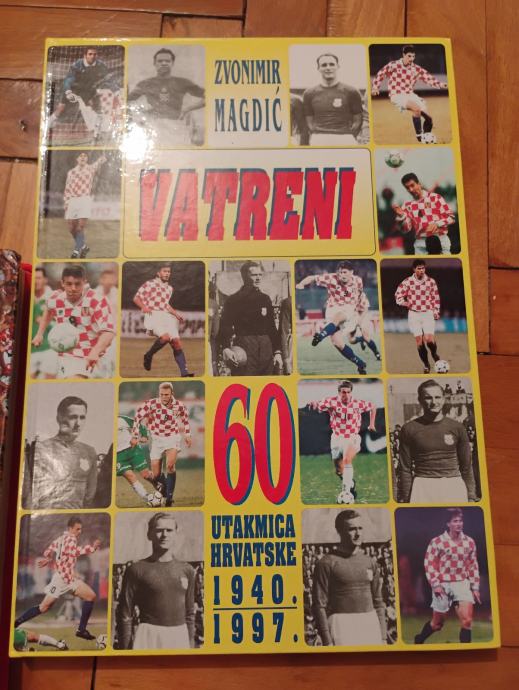 ZVONIMIR
MAGDIĆ
VATRENI
60
UTAKMICA
HRVATSKE
1940.
1997.